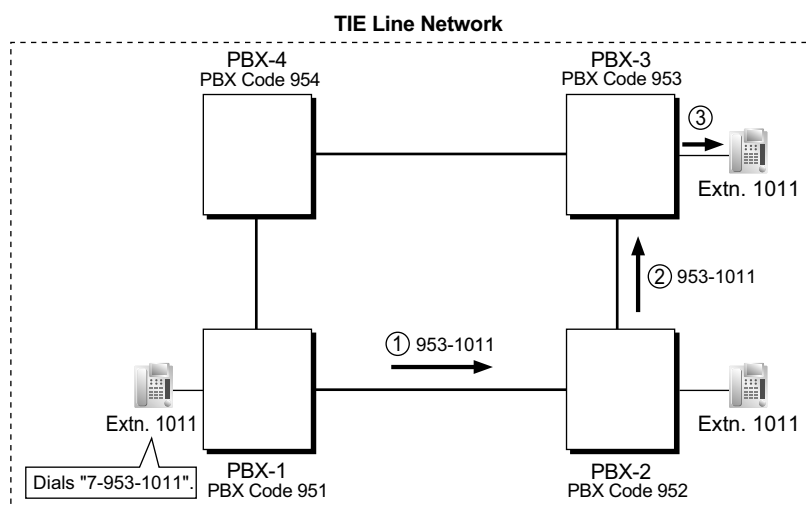 TIE Line Network
PBX-4
PBX Code 954
PBX-3
PBX Code 953
③
Extn. 1011
② 953-1011
① 953-1011
Extn. 1011
Extn. 1011
Dials "7-953-1011".
PBX-1
PBX Code 951
PBX-2
PBX Code 952